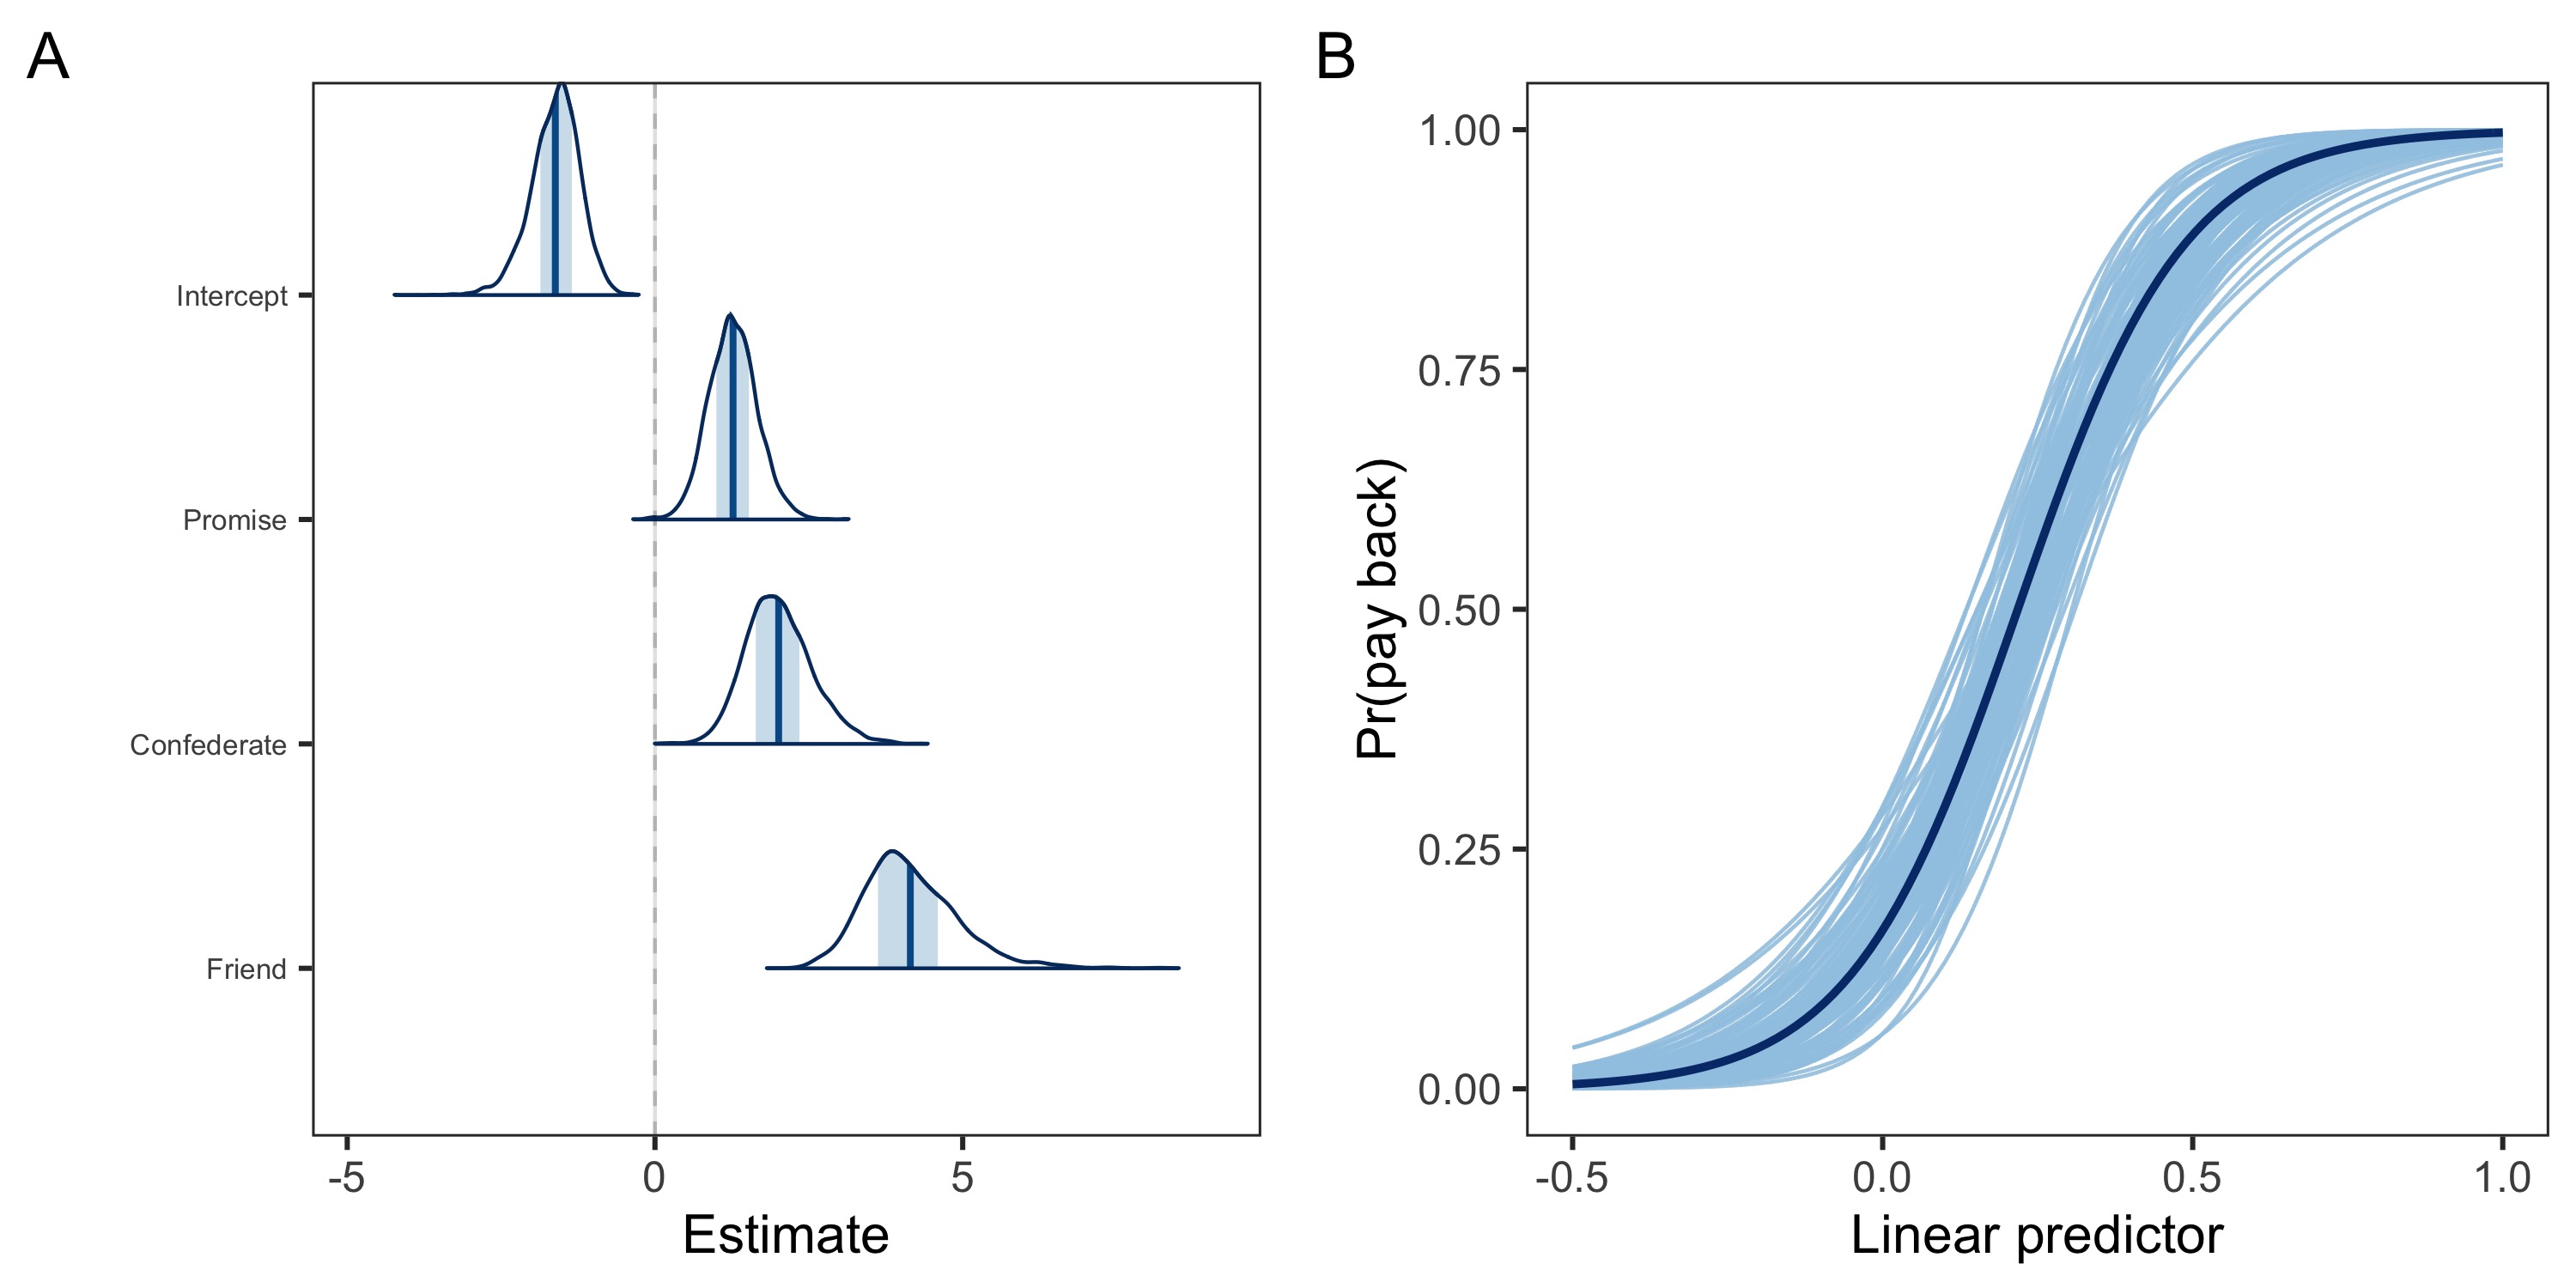 A
Intercept
Promise
Confederate
Friend
-5
0
5
Estimate
B
Pr(pay back)
1.00
0.75
0.50
0.25
0.00
-0.5
0.0
0.5
1.0
Linear predictor